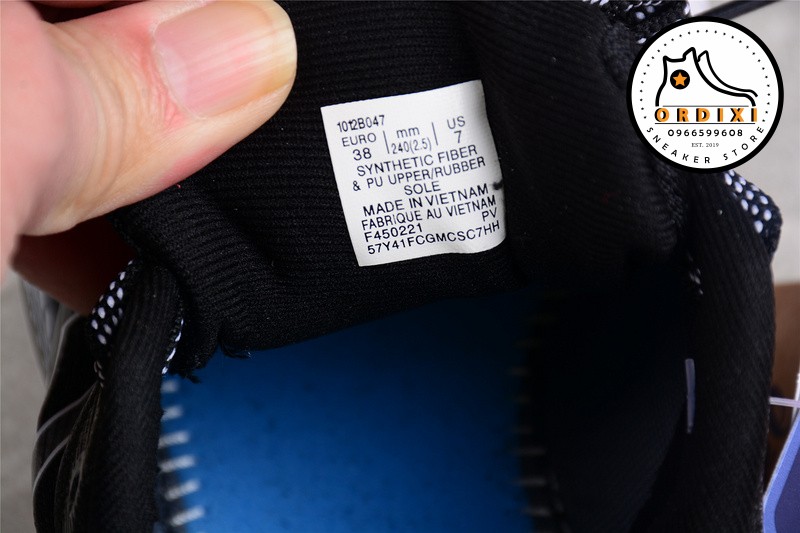 1012B047
EURO
38
mm
240(2.5)
US
7
SYNTHETIC FIBER
& PU UPPER/RUBBER
SOLE
MADE IN VIETNAM
FABRIQUE AU VIETNAM
F450221 PV
57Y41FCGMCSC7HH
ORDIXI
0966599608
EST. 2019
SNEAKER STORE